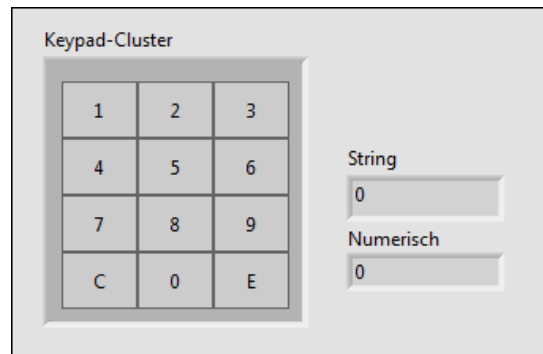 Keypad-Cluster
1 2 3
4 5 6
7 8 9
C 0 E
String
0
Numerisch
0